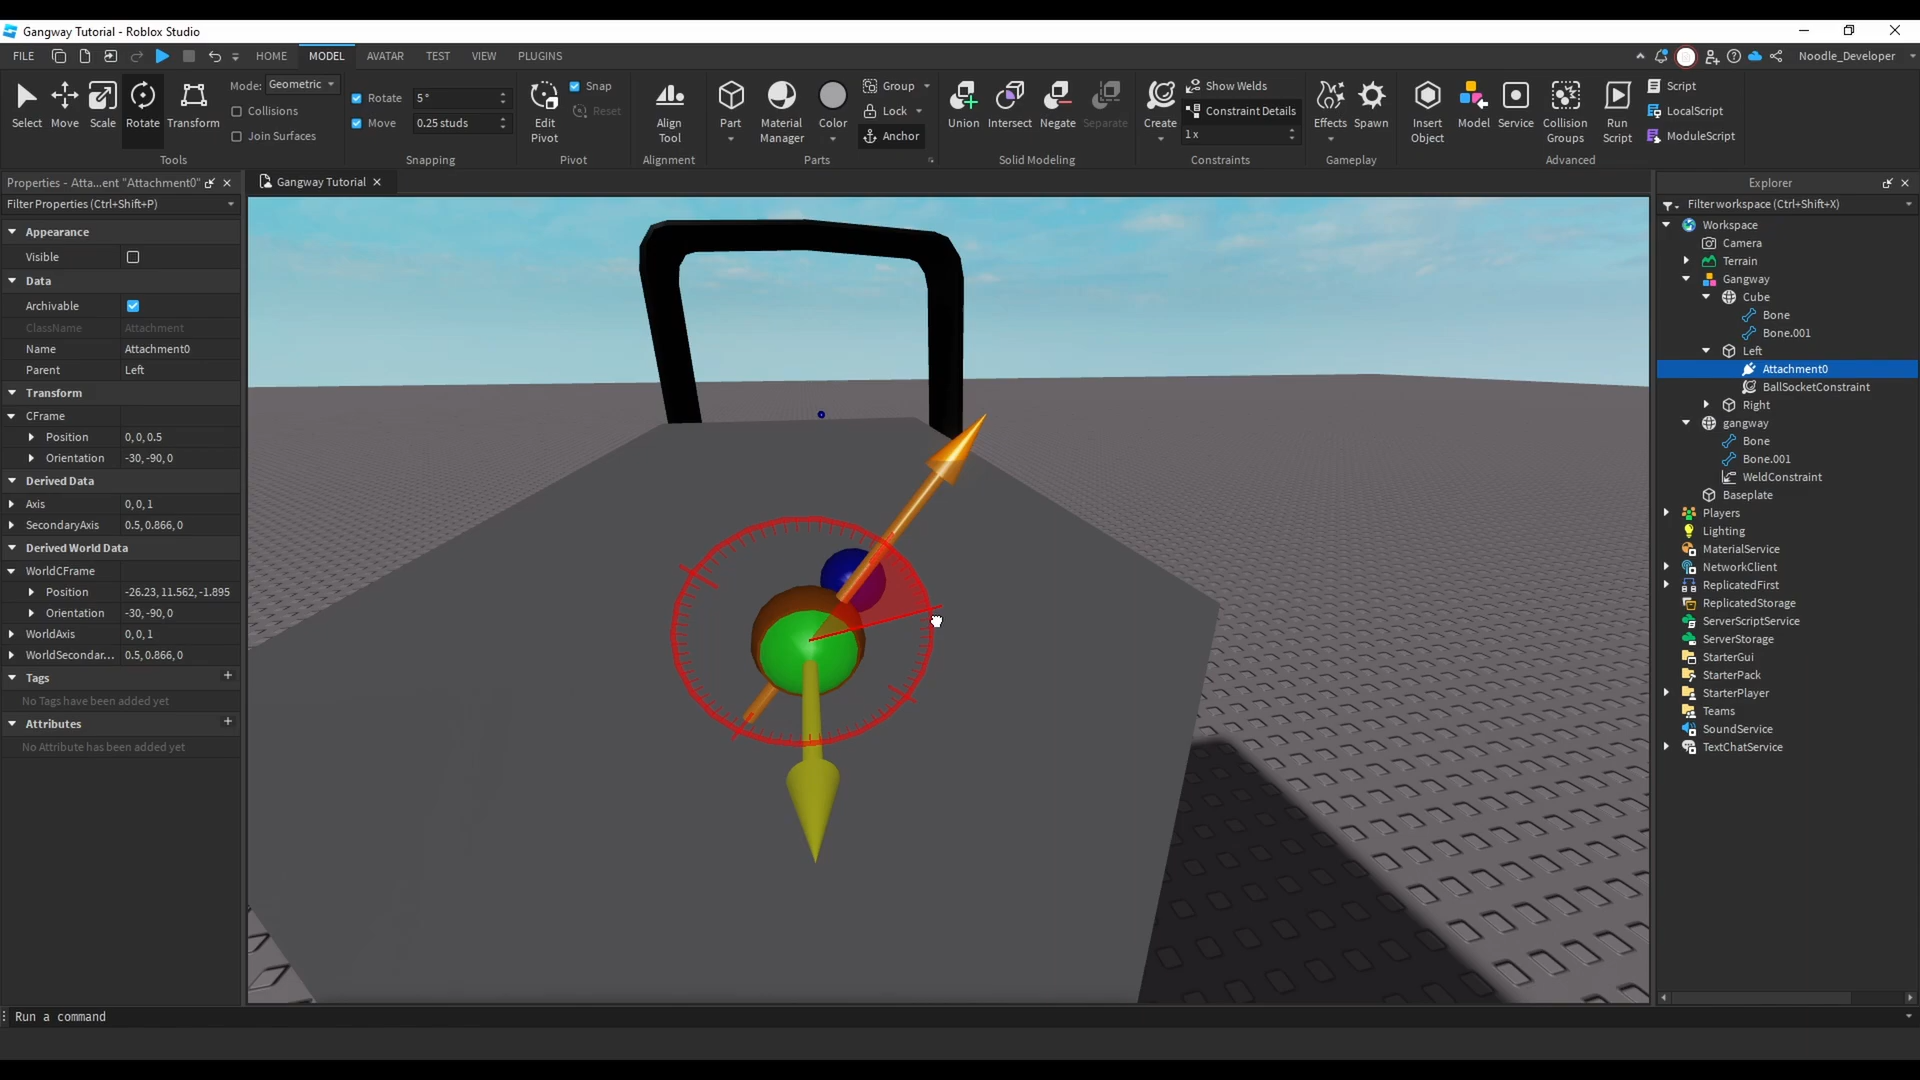 Gangway Tutorial - Roblox Studio
FILE HOME MODEL AVATAR TEST VIEW PLUGINS Noodle_Developer
Select Move Scale Rotate Transform
Mode: Geometric
Collisions
Join Surfaces
Tools
Rotate 5 °
Move 0.25 studs
Snapping
Edit Pivot
Snap
Reset
Pivot
Align Tool
Alignment
Part
Material Manager
Color
Group
Lock
Anchor
Parts
Union Intersect Negate Separate
Solid Modeling
Create
Show Welds
Constraint Details
1 x
Constraints
Effects Spawn
Gameplay
Insert Object
Model
Service
Collision Groups
Run Script
Script
LocalScript
ModuleScript
Advanced
Properties - Atta...ent "Attachment0"
Filter Properties (Ctrl+Shift+P)
Appearance
Visible
Data
Archivable
ClassName Attachment
Name Attachment0
Parent Left
Transform
CFrame
Position 0, 0, 0.5
Orientation -30, -90, 0
Derived Data
Axis 0, 0, 1
SecondaryAxis 0.5, 0.866, 0
Derived World Data
WorldCFrame
Position -26.23, 11.562, -1.895
Orientation -30, -90, 0
WorldAxis 0, 0, 1
WorldSecondar... 0.5, 0.866, 0
Tags
No Tags have been added yet
Attributes
No Attribute has been added yet
Gangway Tutorial
Explorer
Filter workspace (Ctrl+Shift+X)
Workspace
Camera
Terrain
Gangway
Cube
Bone
Bone.001
Left
Attachment0
BallSocketConstraint
Right
gangway
Bone
Bone.001
WeldConstraint
Baseplate
Players
Lighting
MaterialService
NetworkClient
ReplicatedFirst
ReplicatedStorage
ServerScriptService
ServerStorage
StarterGui
StarterPack
StarterPlayer
Teams
SoundService
TextChatService
Run a command